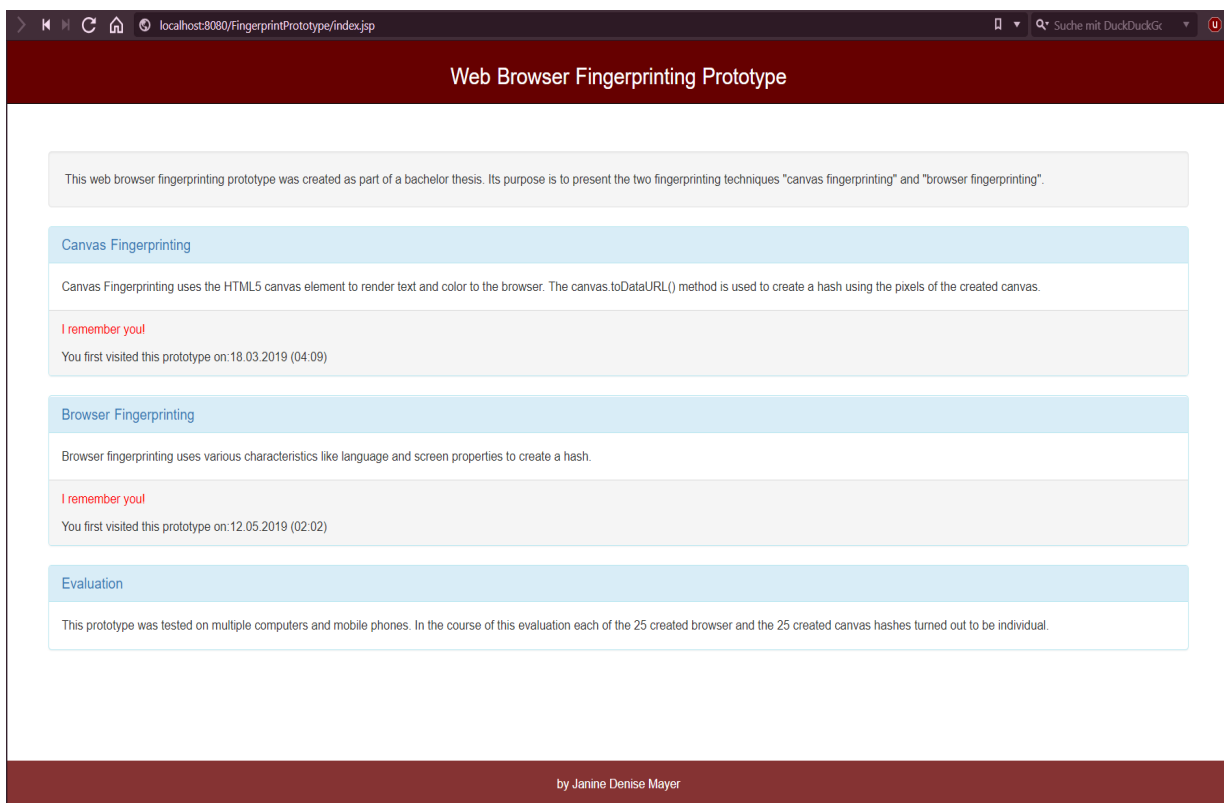 localhost:8080/FingerprintPrototype/index.jsp
Suche mit DuckDuckGo
Web Browser Fingerprinting Prototype
This web browser fingerprinting prototype was created as part of a bachelor thesis. Its purpose is to present the two fingerprinting techniques "canvas fingerprinting" and "browser fingerprinting".
Canvas Fingerprinting
Canvas Fingerprinting uses the HTML5 canvas element to render text and color to the browser. The canvas.toDataURL() method is used to create a hash using the pixels of the created canvas.
I remember you!
You first visited this prototype on:18.03.2019 (04:09)
Browser Fingerprinting
Browser fingerprinting uses various characteristics like language and screen properties to create a hash.
I remember you!
You first visited this prototype on:12.05.2019 (02:02)
Evaluation
This prototype was tested on multiple computers and mobile phones. In the course of this evaluation each of the 25 created browser and the 25 created canvas hashes turned out to be individual.
by Janine Denise Mayer